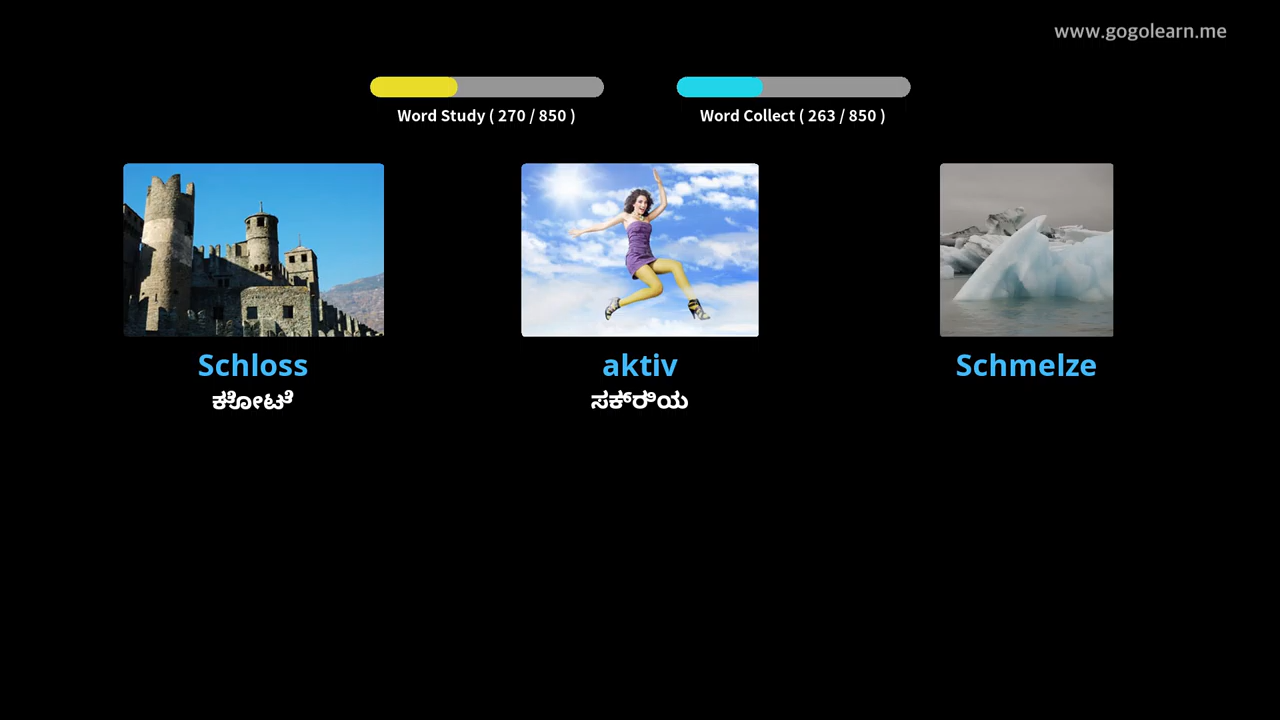 www.gogolearn.me
Word Study ( 270 / 850 )
Word Collect ( 263 / 850 )
Schloss
aktiv
Schmelze
ಕೋಟೆ
ಸಕ್ರಿಯ